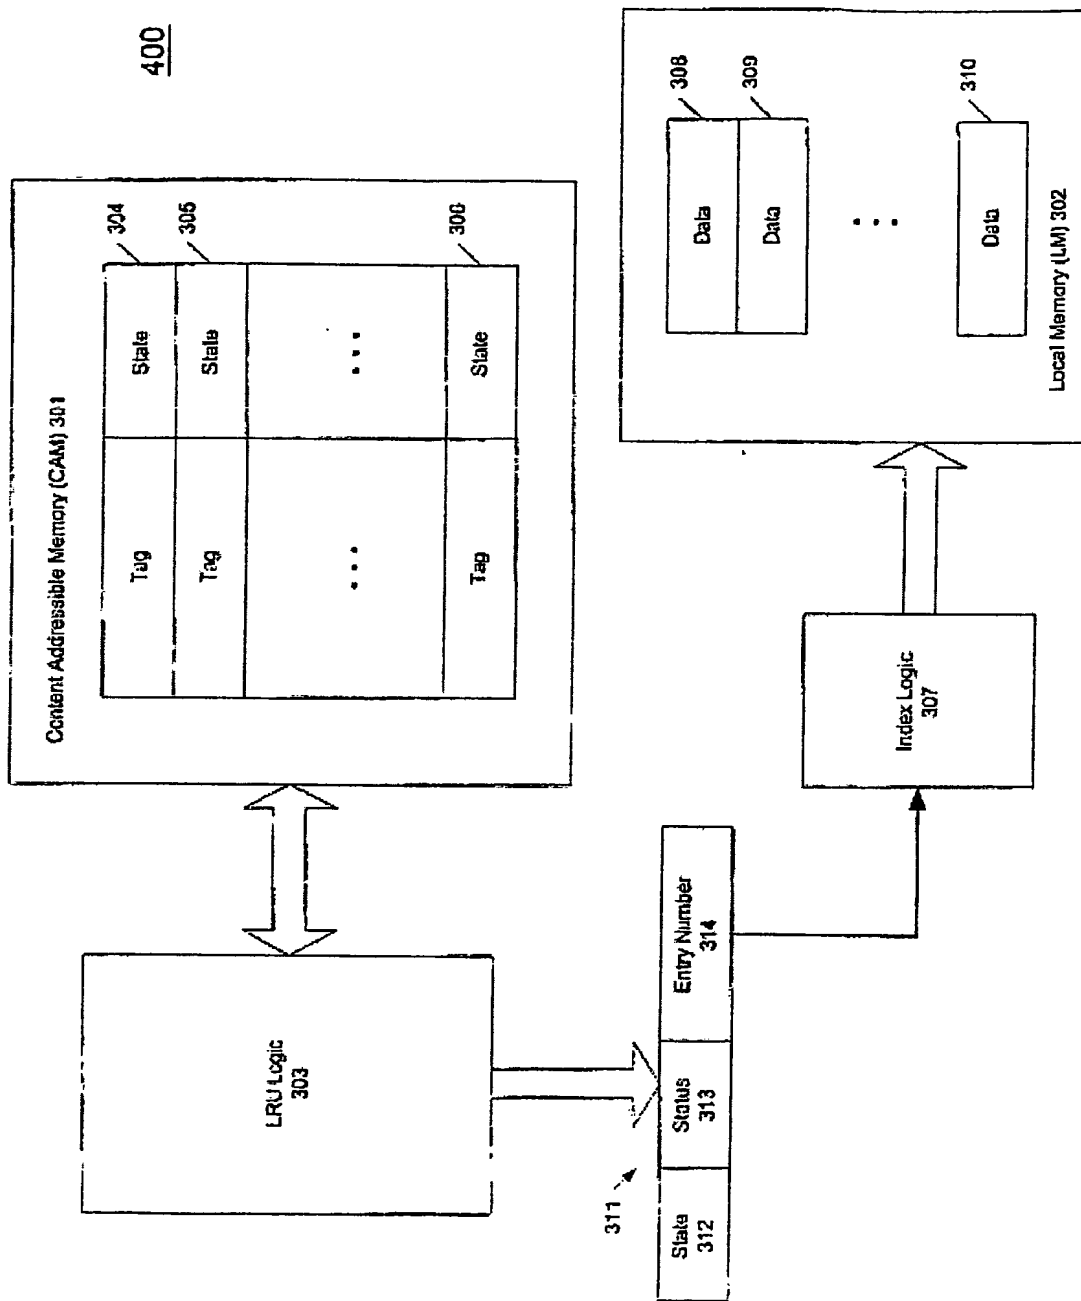 400
Content Addressible Memory (CAM) 301
Tag State 304
Tag State 305
... ...
Tag State 306
LRU Logic
303
311
State
312
Status
313
Entry Number
314
Index Logic
307
Data 308
Data 309
...
Data 310
Local Memory (LM) 302